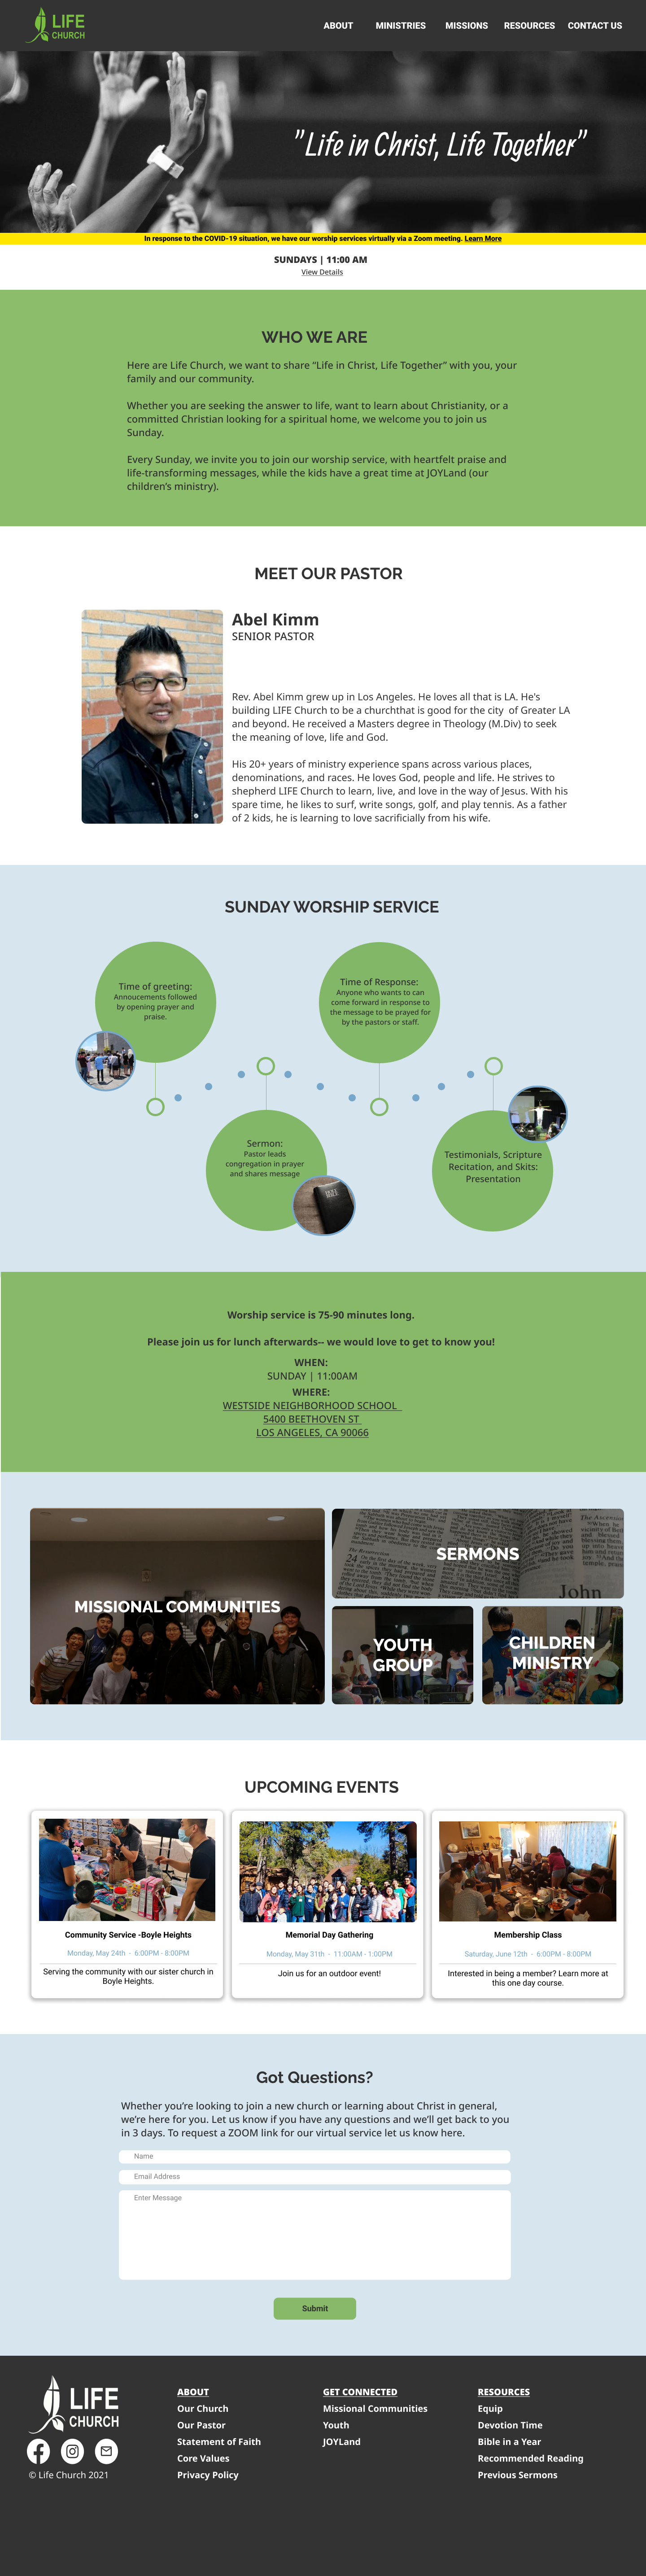 LIFE
CHURCH
ABOUT
MINISTRIES
MISSIONS
RESOURCES
CONTACT US
"Life in Christ, Life Together"
In response to the COVID-19 situation, we have our worship services virtually via a Zoom meeting. Learn More
SUNDAYS | 11:00 AM
View Details
WHO WE ARE
Here are Life Church, we want to share “Life in Christ, Life Together” with you, your
family and our community.
Whether you are seeking the answer to life, want to learn about Christianity, or a
committed Christian looking for a spiritual home, we welcome you to join us
Sunday.
Every Sunday, we invite you to join our worship service, with heartfelt praise and
life-transforming messages, while the kids have a great time at JOYLand (our
children’s ministry).
MEET OUR PASTOR
Abel Kimm
SENIOR PASTOR
Rev. Abel Kimm grew up in Los Angeles. He loves all that is LA. He's
building LIFE Church to be a churchthat is good for the city  of Greater LA
and beyond. He received a Masters degree in Theology (M.Div) to seek
the meaning of love, life and God.
His 20+ years of ministry experience spans across various places,
denominations, and races. He loves God, people and life. He strives to
shepherd LIFE Church to learn, live, and love in the way of Jesus. With his
spare time, he likes to surf, write songs, golf, and play tennis. As a father
of 2 kids, he is learning to love sacrificially from his wife.
SUNDAY WORSHIP SERVICE
Time of greeting:
Annoucements followed
by opening prayer and
praise.
Time of Response:
Anyone who wants to can
come forward in response to
the message to be prayed for
by the pastors or staff.
Sermon:
Pastor leads
congregation in prayer
and shares message
Testimonials, Scripture
Recitation, and Skits:
Presentation
Worship service is 75-90 minutes long.
Please join us for lunch afterwards-- we would love to get to know you!
WHEN:
SUNDAY | 11:00AM
WHERE:
WESTSIDE NEIGHBORHOOD SCHOOL
5400 BEETHOVEN ST
LOS ANGELES, CA 90066
MISSIONAL COMMUNITIES
SERMONS
John
YOUTH
GROUP
CHILDREN
MINISTRY
UPCOMING EVENTS
Community Service -Boyle Heights
Monday, May 24th  -  6:00PM - 8:00PM
Serving the community with our sister church in
Boyle Heights.
Memorial Day Gathering
Monday, May 31th  -  11:00AM - 1:00PM
Join us for an outdoor event!
Membership Class
Saturday, June 12th  -  6:00PM - 8:00PM
Interested in being a member? Learn more at
this one day course.
Got Questions?
Whether you’re looking to join a new church or learning about Christ in general,
we’re here for you. Let us know if you have any questions and we’ll get back to you
in 3 days. To request a ZOOM link for our virtual service let us know here.
Name
Email Address
Enter Message
Submit
LIFE
CHURCH
© Life Church 2021
ABOUT
Our Church
Our Pastor
Statement of Faith
Core Values
Privacy Policy
GET CONNECTED
Missional Communities
Youth
JOYLand
RESOURCES
Equip
Devotion Time
Bible in a Year
Recommended Reading
Previous Sermons